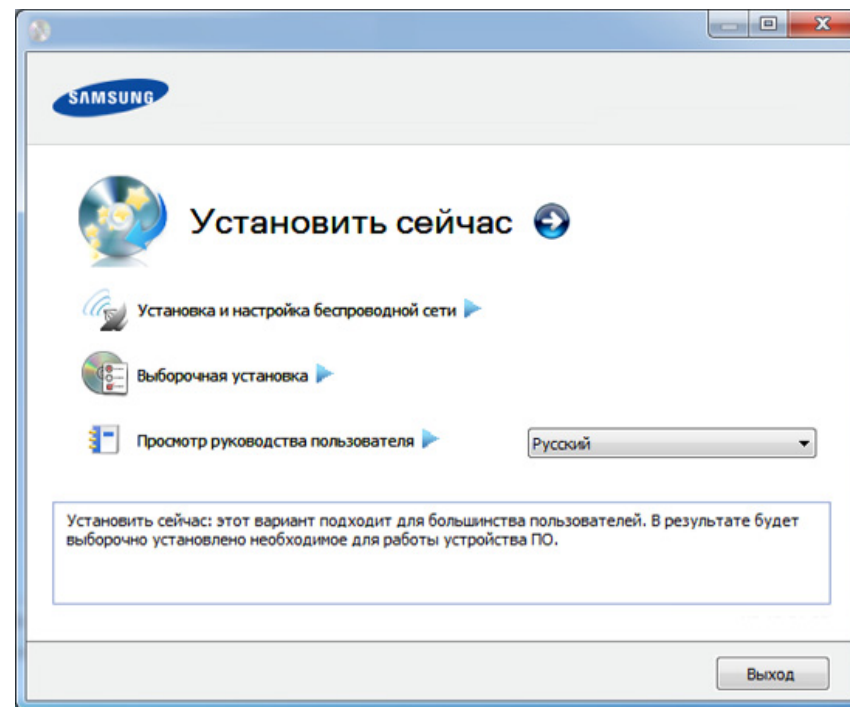 SAMSUNG
Установить сейчас
Установка и настройка беспроводной сети
Выборочная установка
Просмотр руководства пользователя
Русский
Установить сейчас: этот вариант подходит для большинства пользователей. В результате будет
выборочно установлено необходимое для работы устройства ПО.
Выход